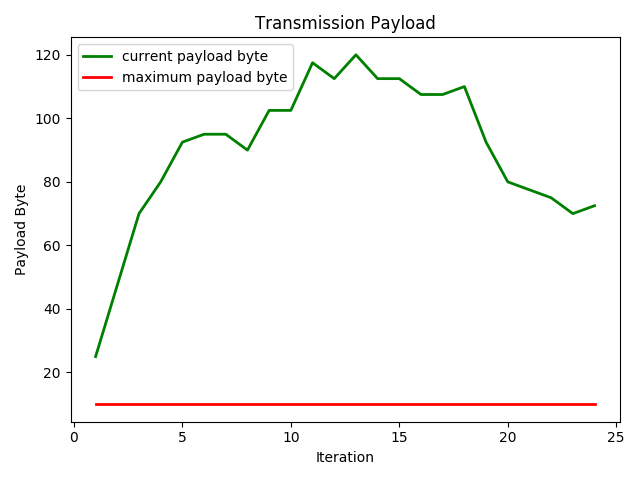 Transmission Payload
current payload byte
maximum payload byte
120
100
80
60
40
20
Payload Byte
0 5 10 15 20 25
Iteration